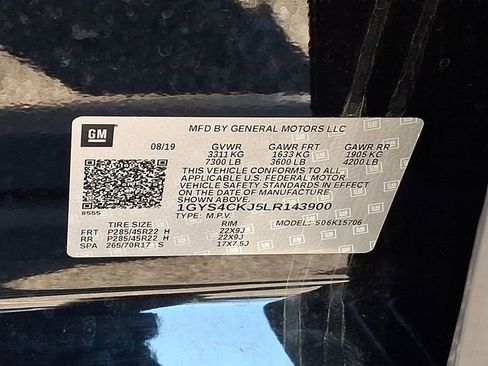 GM
MFD BY GENERAL MOTORS LLC
08/19 GVWR GAWR FRT GAWR RR
3311 KG 1633 KG 1905 KG
7300 LB 3600 LB 4200 LB
THIS VEHICLE CONFORMS TO ALL
APPLICABLE U.S. FEDERAL MOTOR
VEHICLE SAFETY STANDARDS IN EFFECT
ON THE DATE OF MANUFACTURE
SHOWN ABOVE.
8555 1GYS4CKJ5LR143900
TYPE: M.P.V. MODEL: 506K15706
TIRE SIZE RIM
FRT P285/45R22 H 22X9J
RR P285/45R22 H 22X9J
SPA 265/70R17 S 17X7.5J